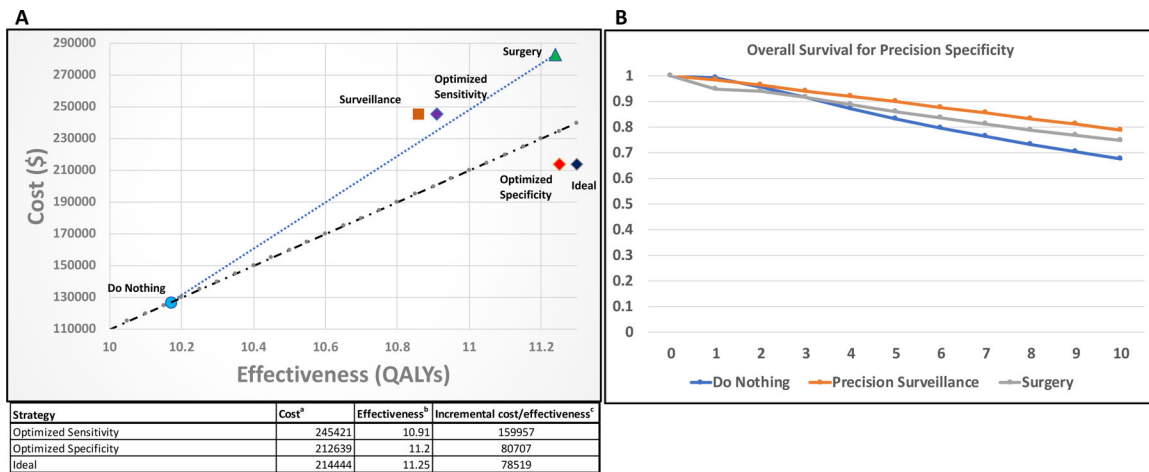 A
290000
270000
250000
230000
210000
190000
170000
150000
130000
110000
Cost ($)
Surgery
Optimized
Sensitivity
Surveillance
Optimized
Specificity
Ideal
Do Nothing
10 10.2 10.4 10.6 10.8 11 11.2
Effectiveness (QALYs)
Strategy Costa Effectivenessb Incremental cost/effectivenessc
Optimized Sensitivity 245421 10.91 159957
Optimized Specificity 212639 11.2 80707
Ideal 214444 11.25 78519
B
Overall Survival for Precision Specificity
1
0.9
0.8
0.7
0.6
0.5
0.4
0.3
0.2
0.1
0
0 1 2 3 4 5 6 7 8 9 10
Do Nothing Precision Surveillance Surgery